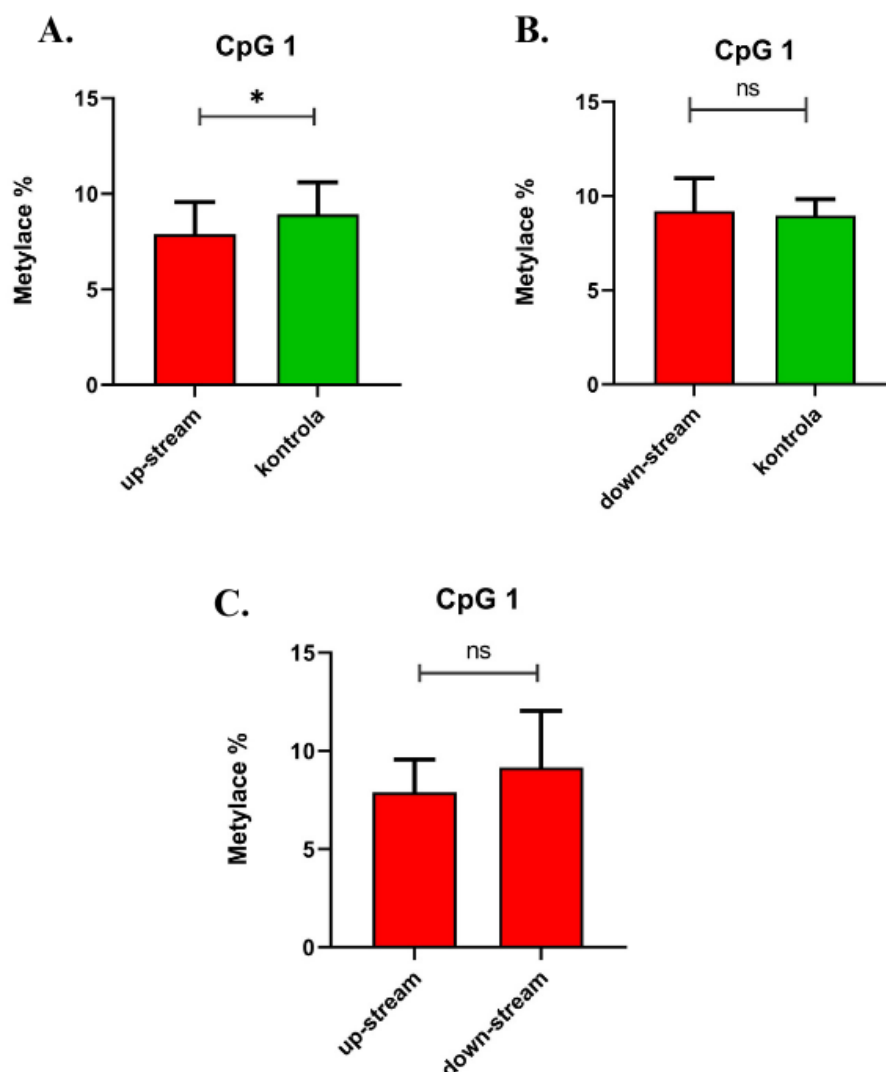 A.
CpG 1
*
15
10
5
0
Metylace %
up-stream
kontrola
B.
CpG 1
ns
15
10
5
0
Metylace %
down-stream
kontrola
C.
CpG 1
ns
15
10
5
0
Metylace %
up-stream
down-stream